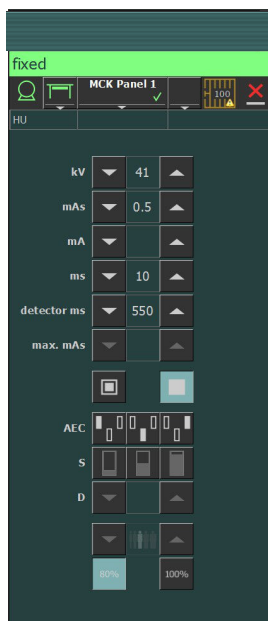 fixed
MCK Panel 1
100
HU
kV 41
mAs 0.5
mA
ms 10
detector ms 550
max. mAs
AEC
S
D
80% 100%